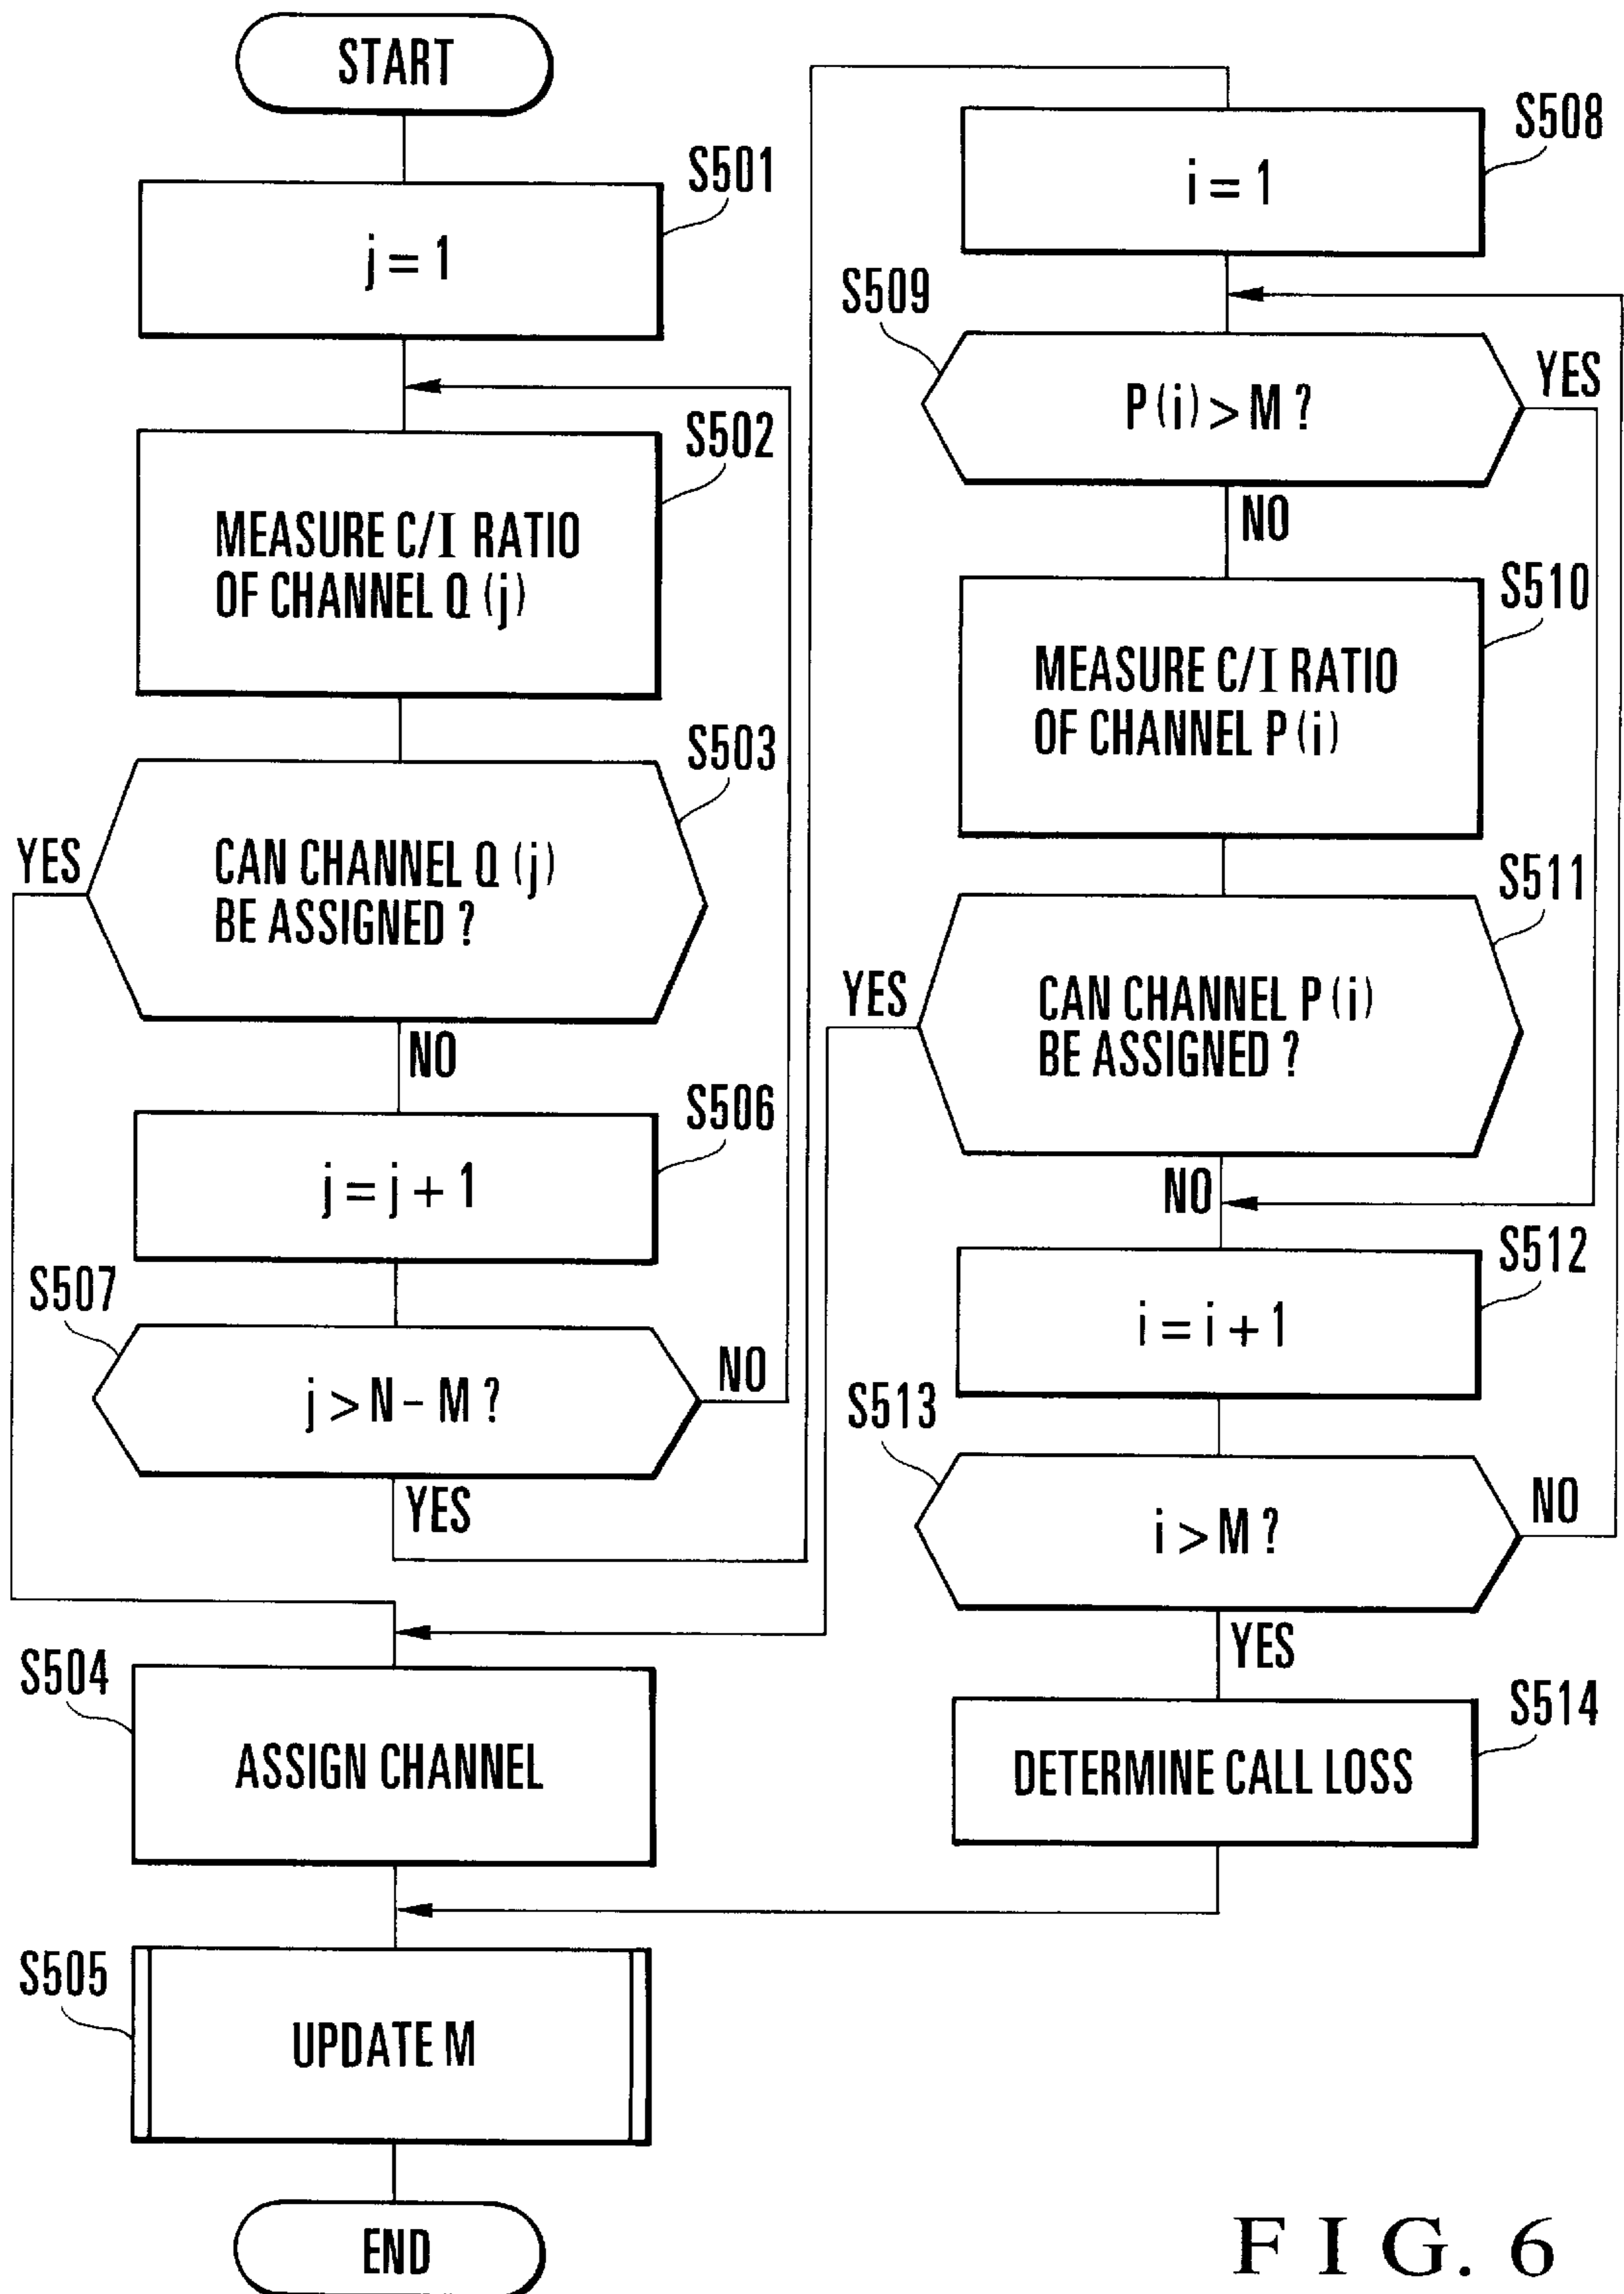 START
S501
j = 1
S502
MEASURE C/I RATIO
OF CHANNEL Q (j)
S503
CAN CHANNEL Q (j)
BE ASSIGNED ?
YES
NO
S506
j = j + 1
S507
j > N - M ?
NO
YES
S504
ASSIGN CHANNEL
S505
UPDATE M
END
S508
i = 1
S509
P (i) > M ?
YES
NO
S510
MEASURE C/I RATIO
OF CHANNEL P (i)
S511
CAN CHANNEL P (i)
BE ASSIGNED ?
YES
NO
S512
i = i + 1
S513
i > M ?
NO
YES
S514
DETERMINE CALL LOSS
FIG. 6